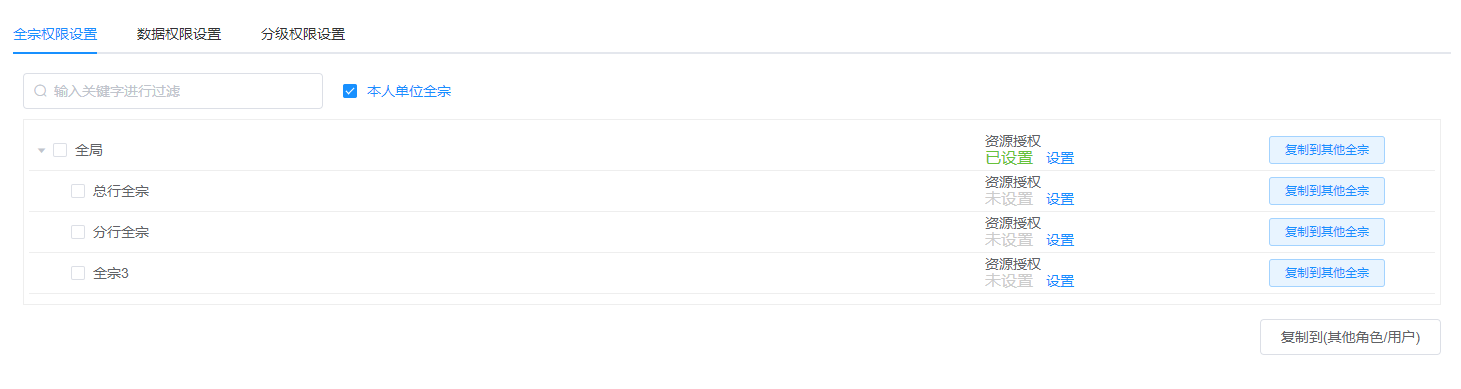 全宗权限设置 数据权限设置 分级权限设置
输入关键字进行过滤 本人单位全宗
全局 资源授权 复制到其他全宗
已设置 设置
总行全宗 资源授权 复制到其他全宗
未设置 设置
分行全宗 资源授权 复制到其他全宗
未设置 设置
全宗3 资源授权 复制到其他全宗
未设置 设置
复制到(其他角色/用户)